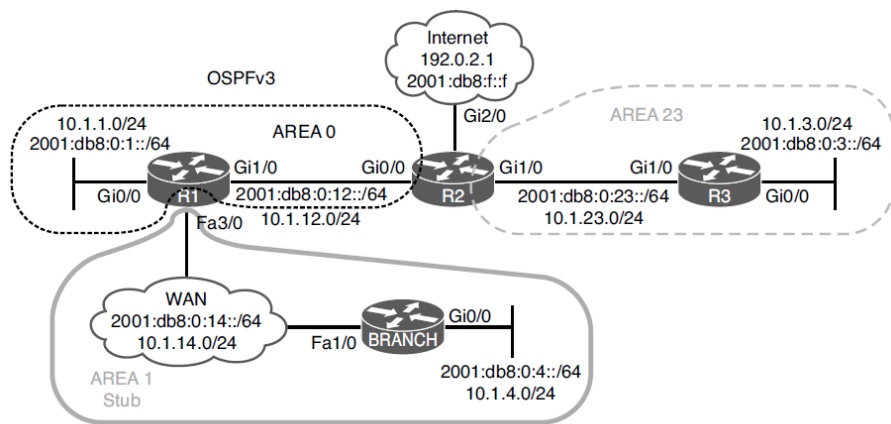 Internet
192.0.2.1
2001:db8:f::f
OSPFv3
Gi2/0
AREA 0
AREA 23
10.1.1.0/24
2001:db8:0:1::/64
10.1.3.0/24
2001:db8:0:3::/64
Gi1/0
Gi0/0
Gi1/0
Gi1/0
Gi0/0
R1
2001:db8:0:12::/64
10.1.12.0/24
R2
2001:db8:0:23::/64
10.1.23.0/24
R3
Gi0/0
Fa3/0
WAN
2001:db8:0:14::/64
10.1.14.0/24
Gi0/0
Fa1/0
BRANCH
AREA 1
Stub
2001:db8:0:4::/64
10.1.4.0/24